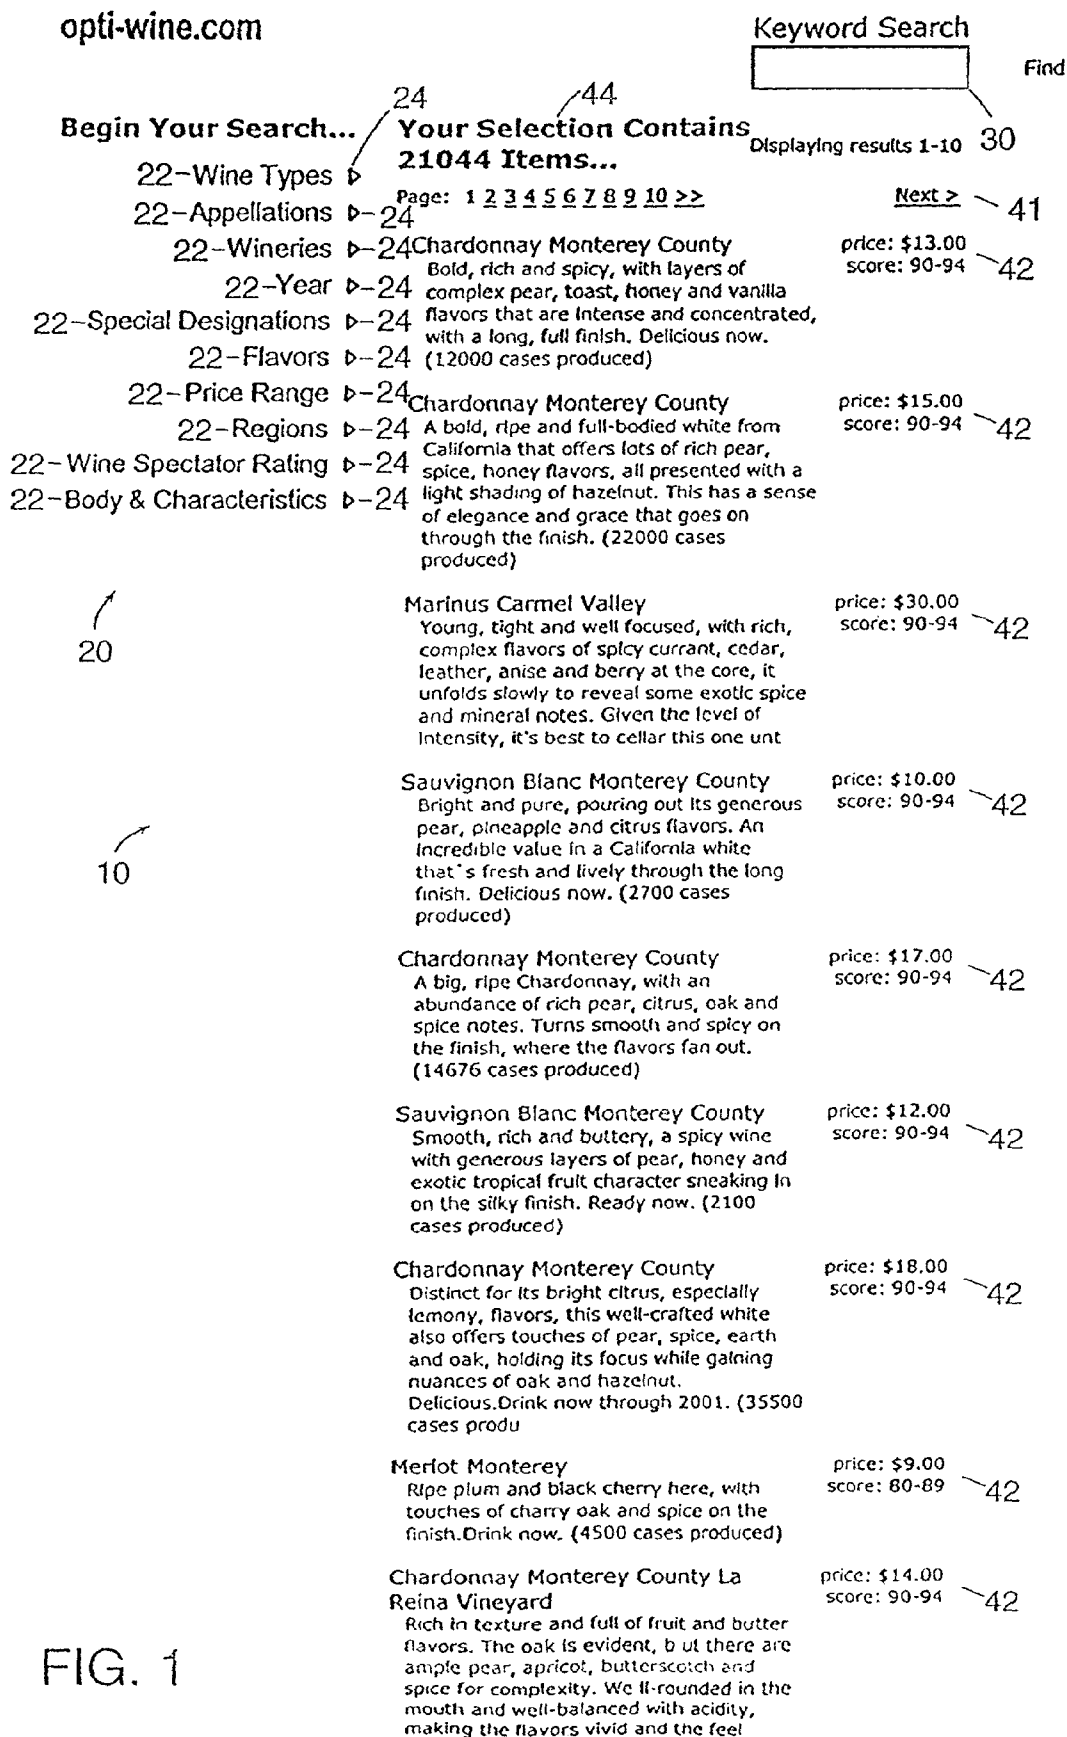 opti-wine.com
Keyword Search
Find
30
Begin Your Search...
24
44
Your Selection Contains
21044 Items...
Displaying results 1-10
Page: 1 2 3 4 5 6 7 8 9 10 >>
Next >
41
22-Wine Types
22-Appellations 24
22-Wineries 24
22-Year 24
22-Special Designations 24
22-Flavors 24
22-Price Range 24
22-Regions 24
22-Wine Spectator Rating 24
22-Body & Characteristics 24
20
10
Chardonnay Monterey County
price: $13.00
score: 90-94
42
Bold, rich and spicy, with layers of
complex pear, toast, honey and vanilla
flavors that are intense and concentrated,
with a long, full finish. Delicious now.
(12000 cases produced)
Chardonnay Monterey County
price: $15.00
score: 90-94
42
A bold, ripe and full-bodied white from
California that offers lots of rich pear,
spice, honey flavors, all presented with a
light shading of hazelnut. This has a sense
of elegance and grace that goes on
through the finish. (22000 cases
produced)
Marinus Carmel Valley
price: $30.00
score: 90-94
42
Young, tight and well focused, with rich,
complex flavors of spicy currant, cedar,
leather, anise and berry at the core, it
unfolds slowly to reveal some exotic spice
and mineral notes. Given the level of
intensity, it's best to cellar this one unt
Sauvignon Blanc Monterey County
price: $10.00
score: 90-94
42
Bright and pure, pouring out its generous
pear, pineapple and citrus flavors. An
incredible value in a California white
that's fresh and lively through the long
finish. Delicious now. (2700 cases
produced)
Chardonnay Monterey County
price: $17.00
score: 90-94
42
A big, ripe Chardonnay, with an
abundance of rich pear, citrus, oak and
spice notes. Turns smooth and spicy on
the finish, where the flavors fan out.
(14676 cases produced)
Sauvignon Blanc Monterey County
price: $12.00
score: 90-94
42
Smooth, rich and buttery, a spicy wine
with generous layers of pear, honey and
exotic tropical fruit character sneaking in
on the silky finish. Ready now. (2100
cases produced)
Chardonnay Monterey County
price: $18.00
score: 90-94
42
Distinct for its bright citrus, especially
lemony, flavors, this well-crafted white
also offers touches of pear, spice, earth
and oak, holding its focus while gaining
nuances of oak and hazelnut.
Delicious.Drink now through 2001. (35500
cases produ
Merlot Monterey
price: $9.00
score: 80-89
42
Ripe plum and black cherry here, with
touches of charry oak and spice on the
finish.Drink now. (4500 cases produced)
Chardonnay Monterey County La
Reina Vineyard
price: $14.00
score: 90-94
42
Rich in texture and full of fruit and butter
flavors. The oak is evident, b ut there are
ample pear, apricot, butterscotch and
spice for complexity. We ll-rounded in the
mouth and well-balanced with acidity,
making the flavors vivid and the feel
FIG. 1